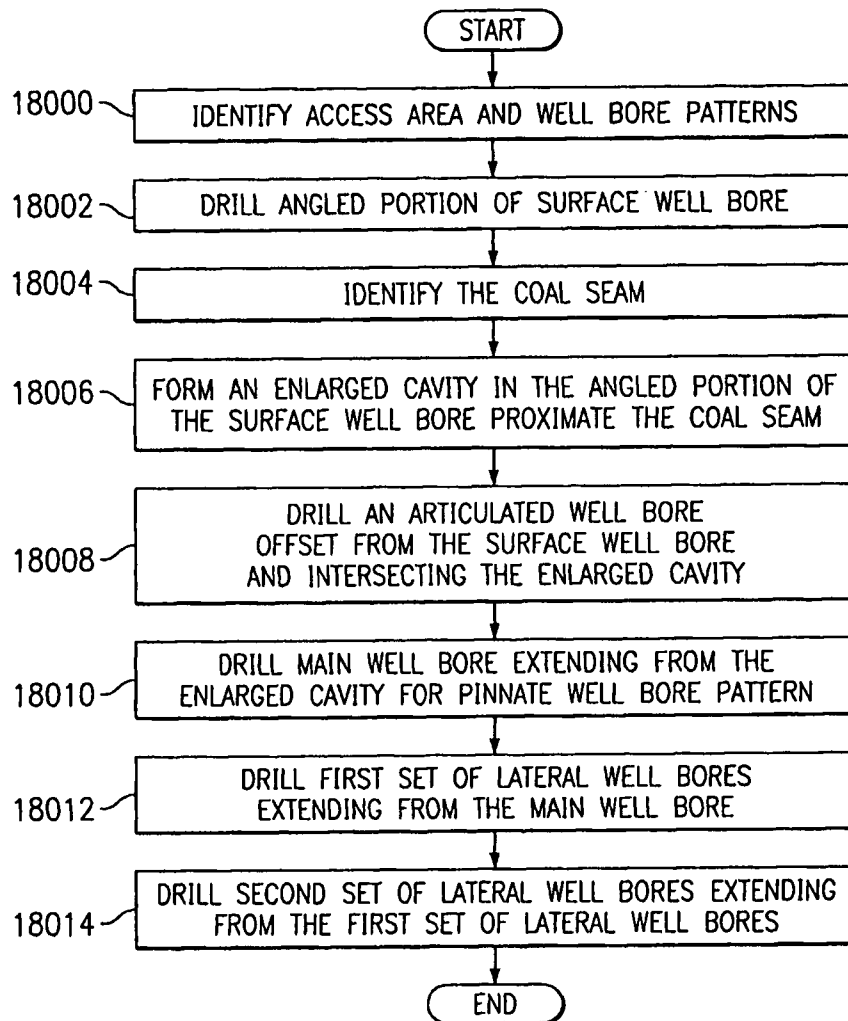 START
18000
IDENTIFY ACCESS AREA AND WELL BORE PATTERNS
18002
DRILL ANGLED PORTION OF SURFACE WELL BORE
18004
IDENTIFY THE COAL SEAM
18006
FORM AN ENLARGED CAVITY IN THE ANGLED PORTION OF
THE SURFACE WELL BORE PROXIMATE THE COAL SEAM
18008
DRILL AN ARTICULATED WELL BORE
OFFSET FROM THE SURFACE WELL BORE
AND INTERSECTING THE ENLARGED CAVITY
18010
DRILL MAIN WELL BORE EXTENDING FROM THE
ENLARGED CAVITY FOR PINNATE WELL BORE PATTERN
18012
DRILL FIRST SET OF LATERAL WELL BORES
EXTENDING FROM THE MAIN WELL BORE
18014
DRILL SECOND SET OF LATERAL WELL BORES EXTENDING
FROM THE FIRST SET OF LATERAL WELL BORES
END